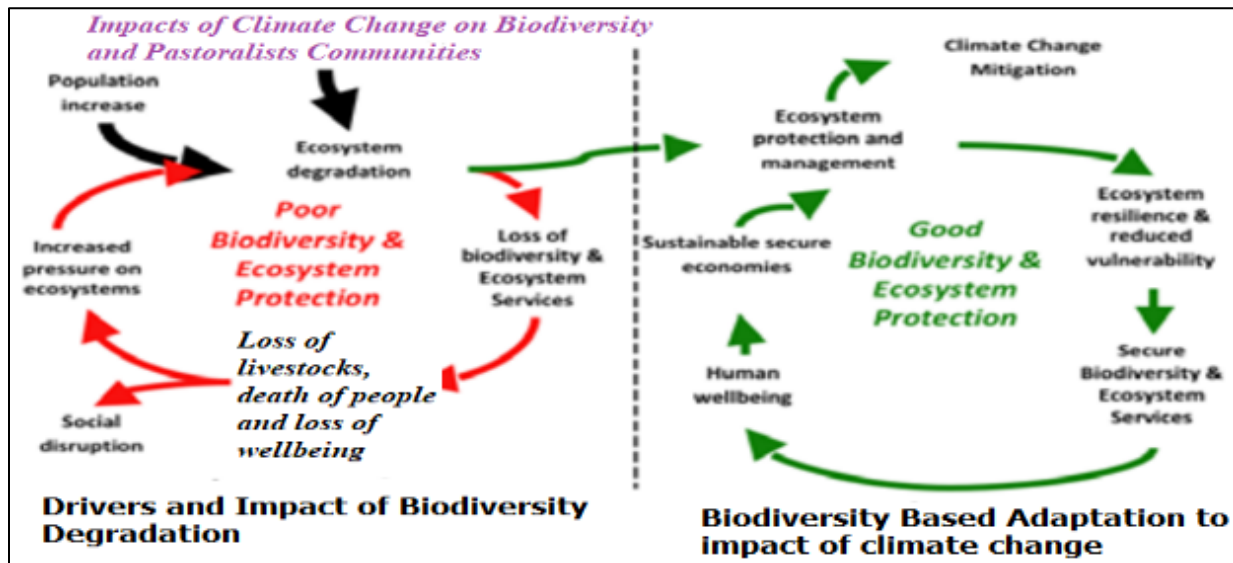 Impacts of Climate Change on Biodiversity
and Pastoralists Communities
Population
increase
Ecosystem
degradation
Poor
Biodiversity &
Ecosystem
Protection
Increased
pressure on
ecosystems
Loss of
biodiversity &
Ecosystem
Services
Loss of
livestocks,
death of people
and loss of
wellbeing
Social
disruption
Drivers and Impact of Biodiversity
Degradation
Climate Change
Mitigation
Ecosystem
protection and
management
Ecosystem
resilience &
reduced
vulnerability
Sustainable secure
economies
Good
Biodiversity &
Ecosystem
Protection
Secure
Biodiversity &
Ecosystem
Services
Human
wellbeing
Biodiversity Based Adaptation to
impact of climate change